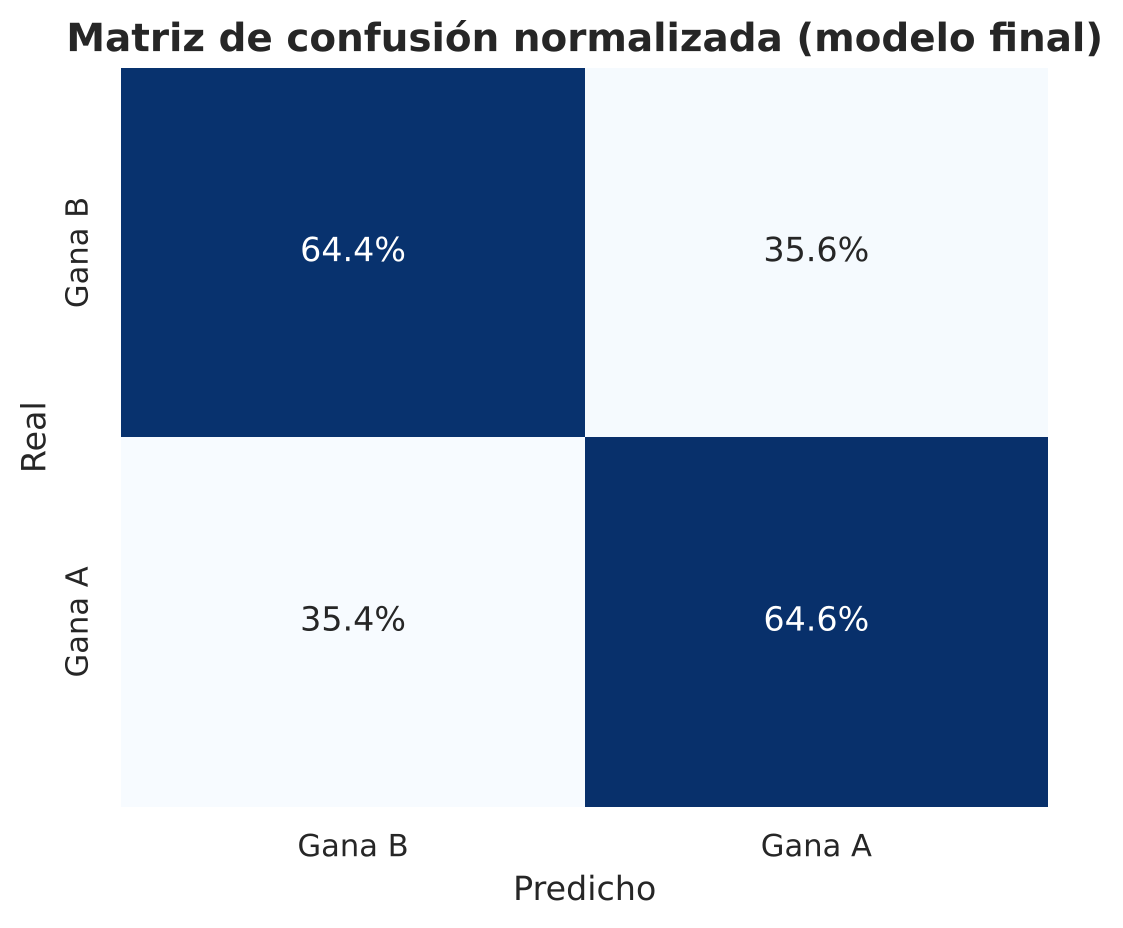 Matriz de confusión normalizada (modelo final)
Gana B
64.4%
35.6%
Real
Gana A
35.4%
64.6%
Gana B
Gana A
Predicho